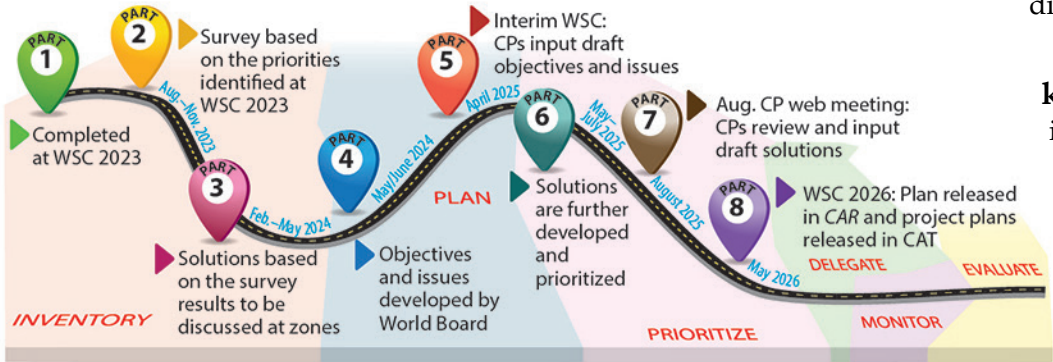 PART
1
Completed
at WSC 2023
PART
2
Survey based
on the priorities
identified at
WSC 2023
Aug.–Nov. 2023
PART
3
Solutions based
on the survey
results to be
discussed at zones
INVENTORY
Feb.–May 2024
PART
4
Objectives
and issues
developed by
World Board
May/June 2024
PLAN
PART
5
Interim WSC:
CPs input draft
objectives and issues
April 2025
PART
6
Solutions
are further
developed
and
prioritized
May–
July 2025
PRIORITIZE
PART
7
Aug. CP web meeting:
CPs review and input
draft solutions
August 2025
PART
8
WSC 2026: Plan released
in CAR and project plans
released in CAT
May 2026
DELEGATE
MONITOR
EVALUATE